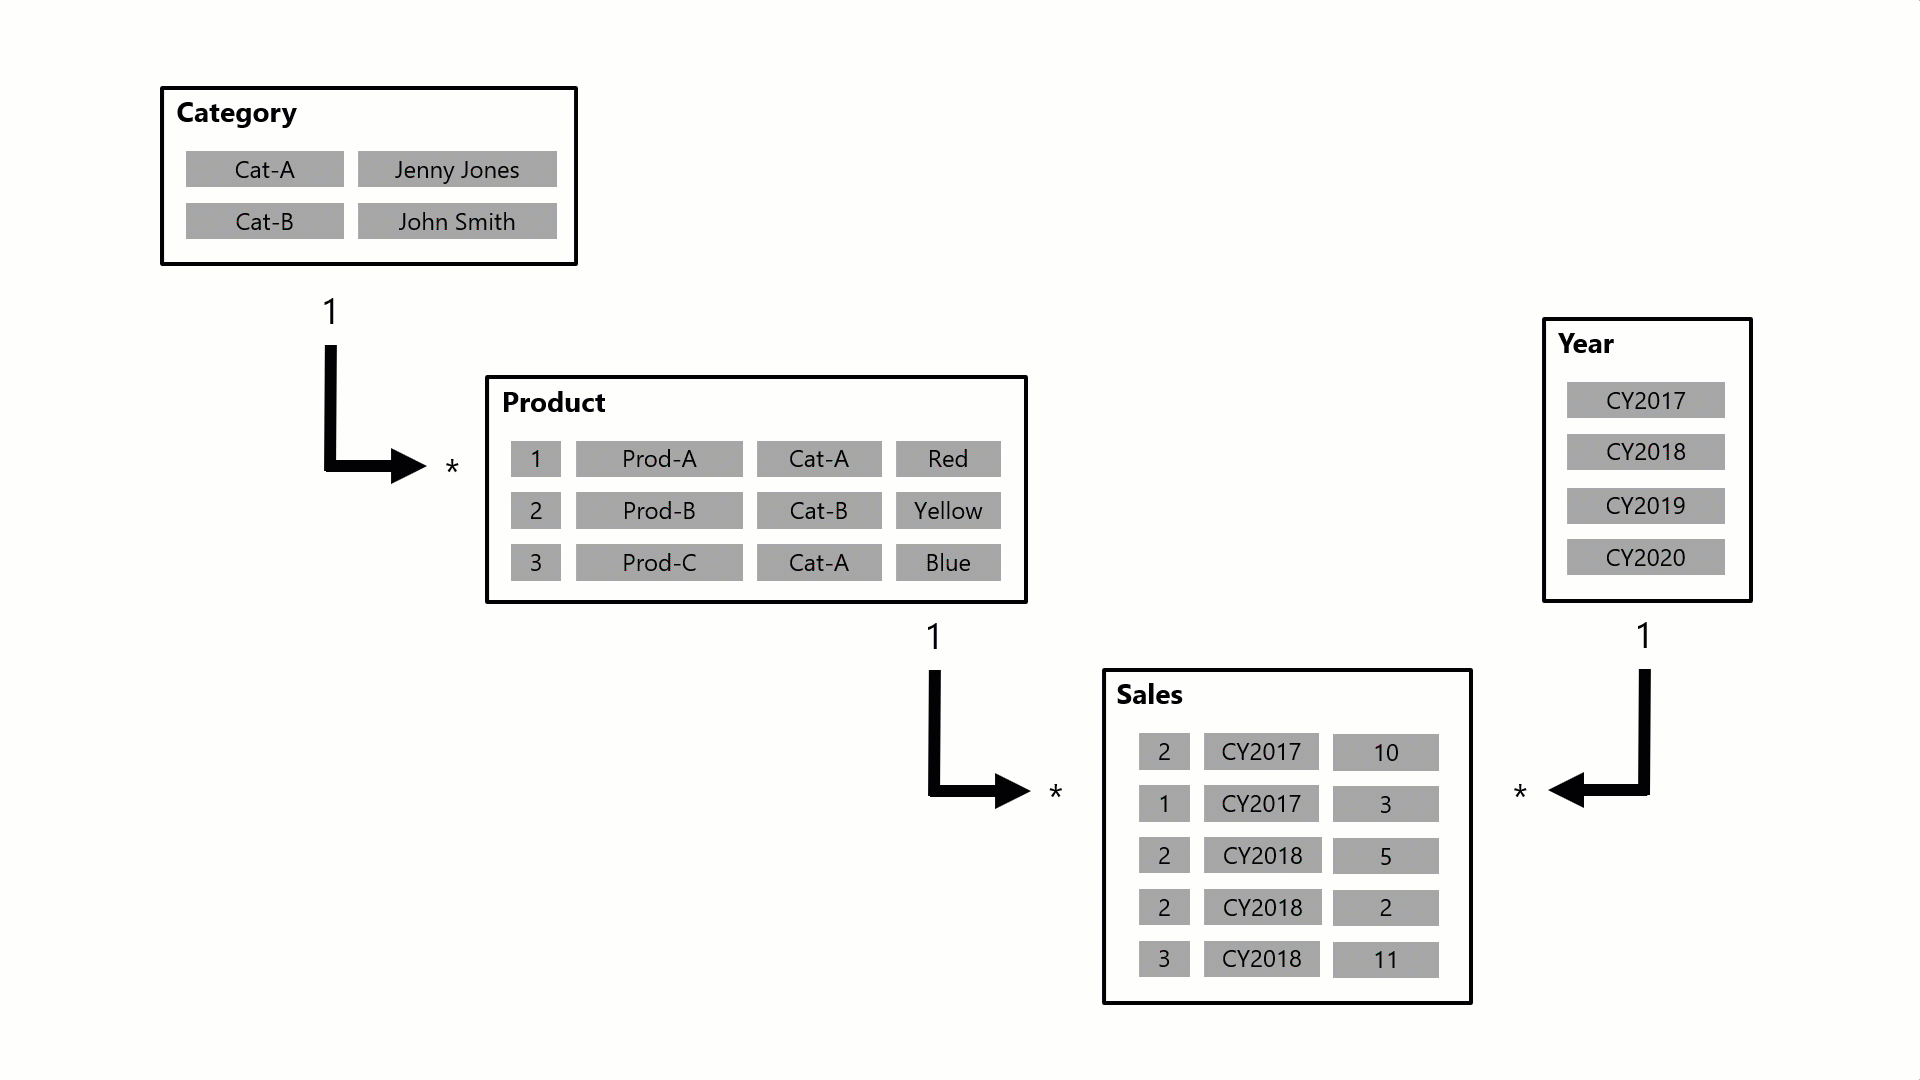 Category
Cat-A Jenny Jones
Cat-B John Smith
1
*
Product
1 Prod-A Cat-A Red
2 Prod-B Cat-B Yellow
3 Prod-C Cat-A Blue
1
*
Year
CY2017
CY2018
CY2019
CY2020
1
*
Sales
2 CY2017 10
1 CY2017 3
2 CY2018 5
2 CY2018 2
3 CY2018 11